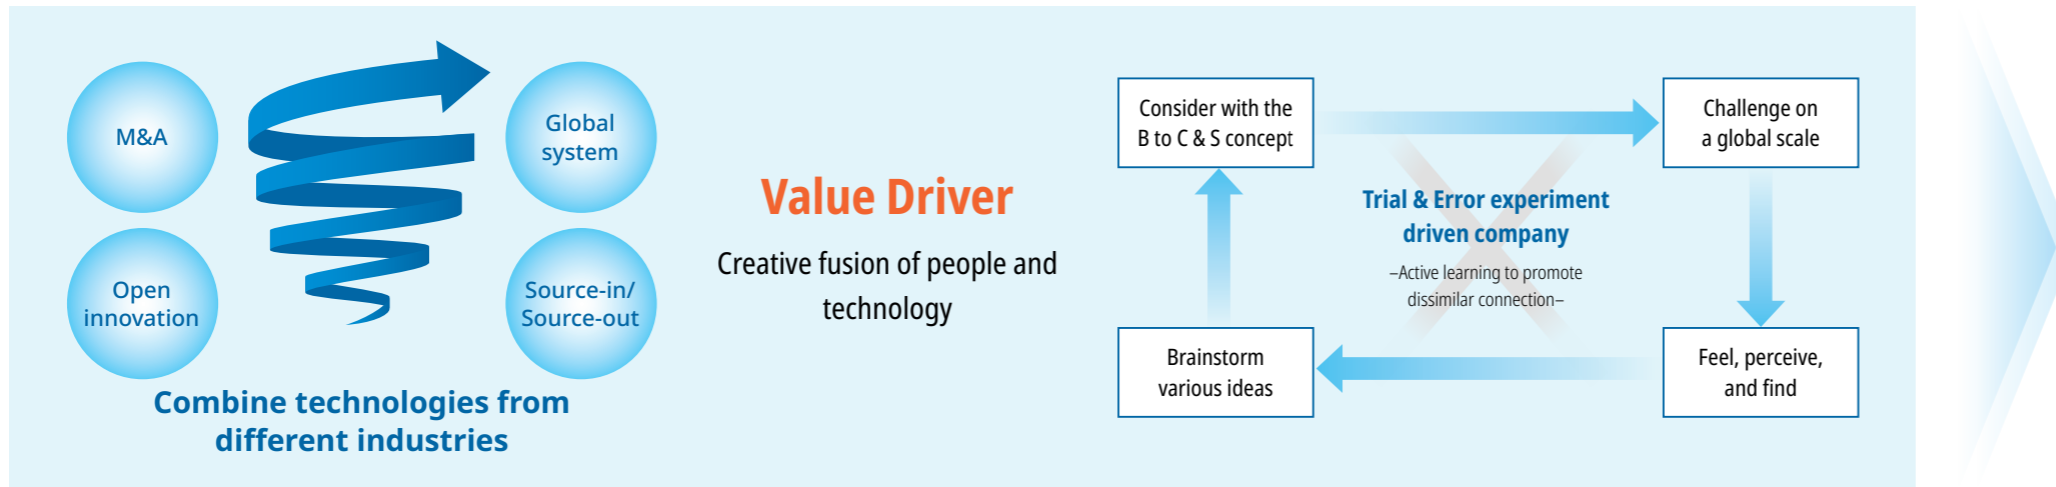 M&A
Global
system
Open
innovation
Source-in/
Source-out
Combine technologies from
different industries
Value Driver
Creative fusion of people and
technology
Consider with the
B to C & S concept
Challenge on
a global scale
Trial & Error experiment
driven company
–Active learning to promote
dissimilar connection–
Brainstorm
various ideas
Feel, perceive,
and find